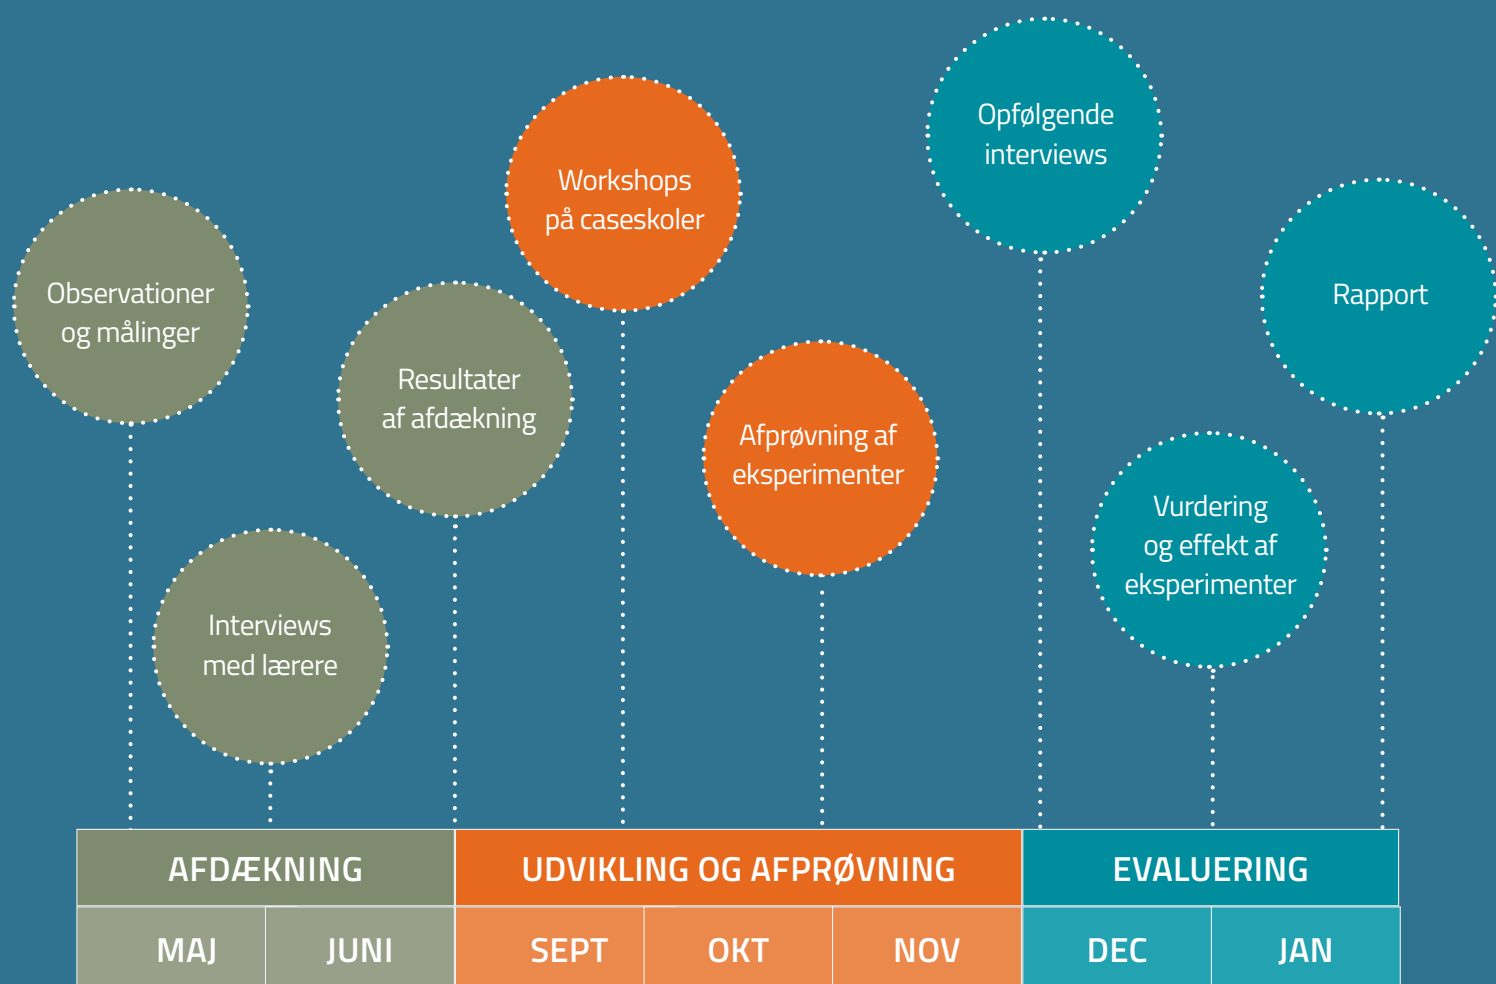 Observationer
og målinger
Interviews
med lærere
Resultater
af afdækning
Workshops
på caseskoler
Afprøvning af
eksperimenter
Opfølgende
interviews
Vurdering
og effekt af
eksperimenter
Rapport
AFDÆKNING
UDVIKLING OG AFPRØVNING
EVALUERING
MAJ
JUNI
SEPT
OKT
NOV
DEC
JAN